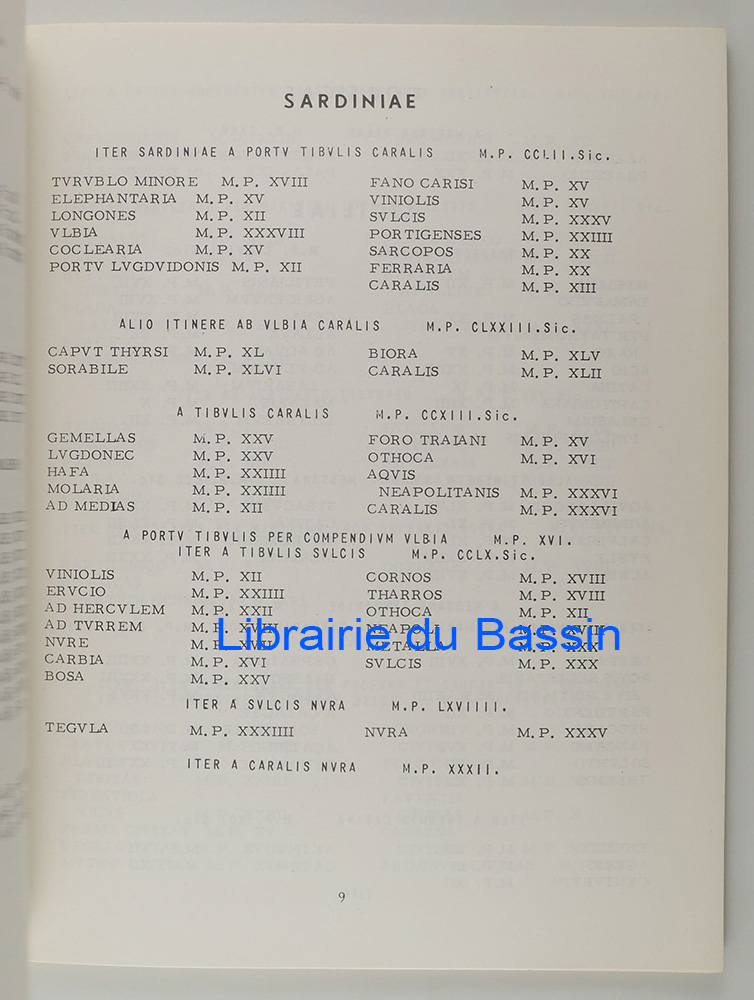 SARDINIAE
ITER SARDINIAE A PORTV TIBVLIS CARALIS M.P. CCLII.Sic.
TVRVBLO MINORE M.P. XVIII
ELEPHANTARIA M.P. XV
LONGONES M.P. XII
VLBIA M.P. XXXVIII
COCLEARIA M.P. XV
PORTV LVGDVIDONIS M.P. XII
FANO CARISI M.P. XV
VINIOLIS M.P. XV
SVLCIS M.P. XXXV
PORTIGENSES M.P. XXIIII
SARCOPOS M.P. XX
FERRARIA M.P. XX
CARALIS M.P. XIII
ALIO ITINERE AB VLBIA CARALIS M.P. CLXXIII.Sic.
CAPVT THYRSI M.P. XL
SORABILE M.P. XLVI
BIORA M.P. XLV
CARALIS M.P. XLII
A TIBVLIS CARALIS M.P. CCXIII.Sic.
GEMELLAS M.P. XXV
LVGDONEC M.P. XXV
HAFA M.P. XXIIII
MOLARIA M.P. XXIIII
AD MEDIAS M.P. XII
FORO TRAIANI M.P. XV
OTHOCA M.P. XVI
AQVIS
NEAPOLITANIS M.P. XXXVI
CARALIS M.P. XXXVI
A PORTV TIBVLIS PER COMPENDIVM VLBIA M.P. XVI.
ITER A TIBVLIS SVLCIS M.P. CCLX.Sic.
VINIOLIS M.P. XII
ERVCIO M.P. XXIIII
AD HERCVLEM M.P. XXII
AD TVRREM M.P. XVIII
NVRE M.P. XVII
CARBIA M.P. XVI
BOSA M.P. XXV
CORNOS M.P. XVIII
THARROS M.P. XVIII
OTHOCA M.P. XII
NEAPOLI M.P. XVIII
METALLA M.P. XXX
SVLCIS M.P. XXX
Librairie du Bassin
ITER A SVLCIS NVRA M.P. LXVIIII.
TEGVLA M.P. XXXIIII
NVRA M.P. XXXV
ITER A CARALIS NVRA M.P. XXXII.
9